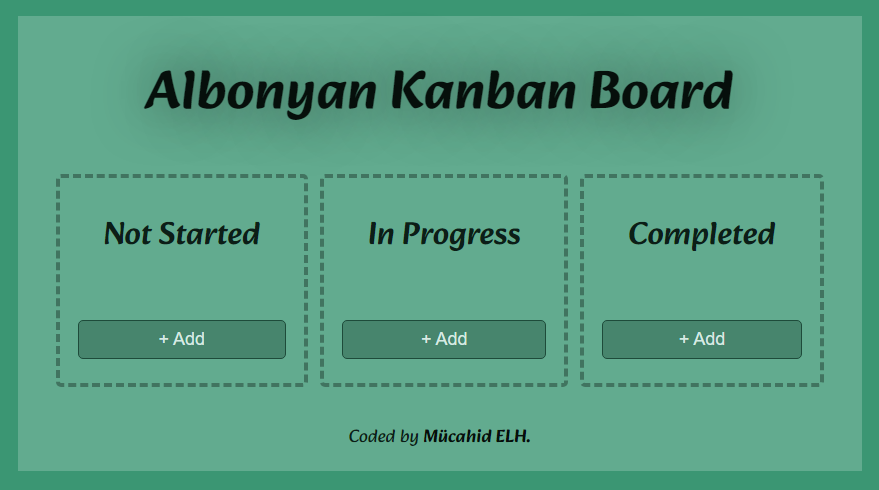 Albonyan Kanban Board
Not Started
In Progress
Completed
+ Add
+ Add
+ Add
Coded by Mücahid ELH.